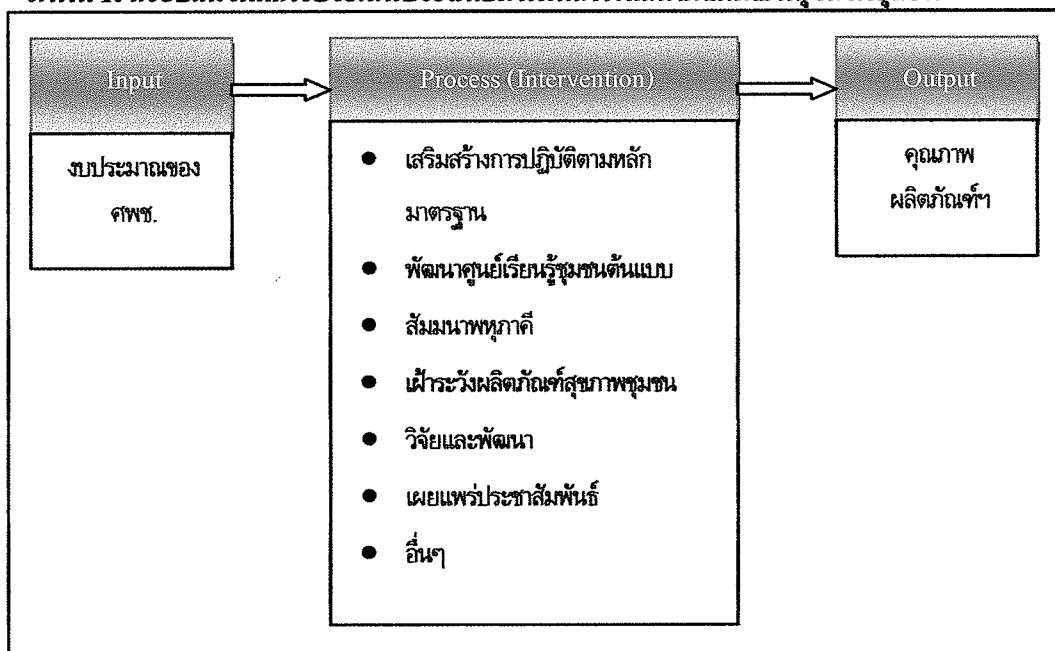 Input
Process (Intervention)
Output
งบประมาณของ
ศพช.
● เสริมสร้างการปฏิบัติตามหลัก
มาตรฐาน
● พัฒนาศูนย์เรียนรู้ชุมชนต้นแบบ
● สัมมนาพหุภาคี
● เฝ้าระวังผลิตภัณฑ์สุขภาพชุมชน
● วิจัยและพัฒนา
● เผยแพร่ประชาสัมพันธ์
● อื่นๆ
คุณภาพ
ผลิตภัณฑ์ฯ